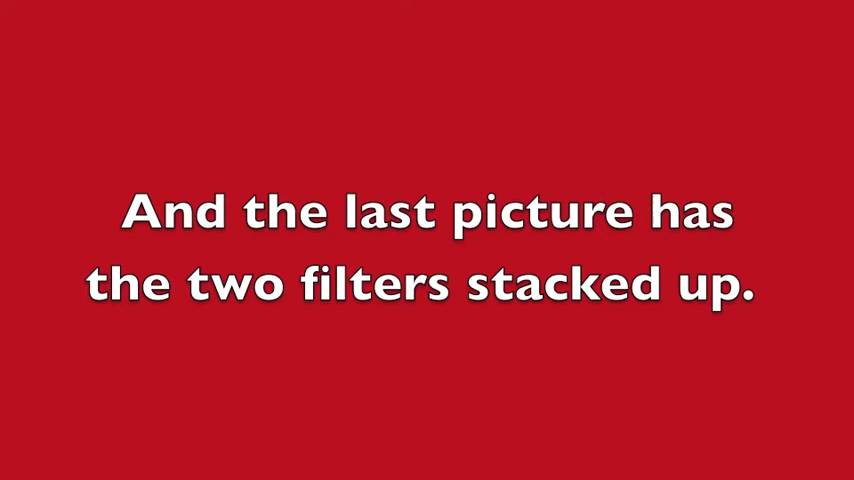 And the last picture has
the two filters stacked up.